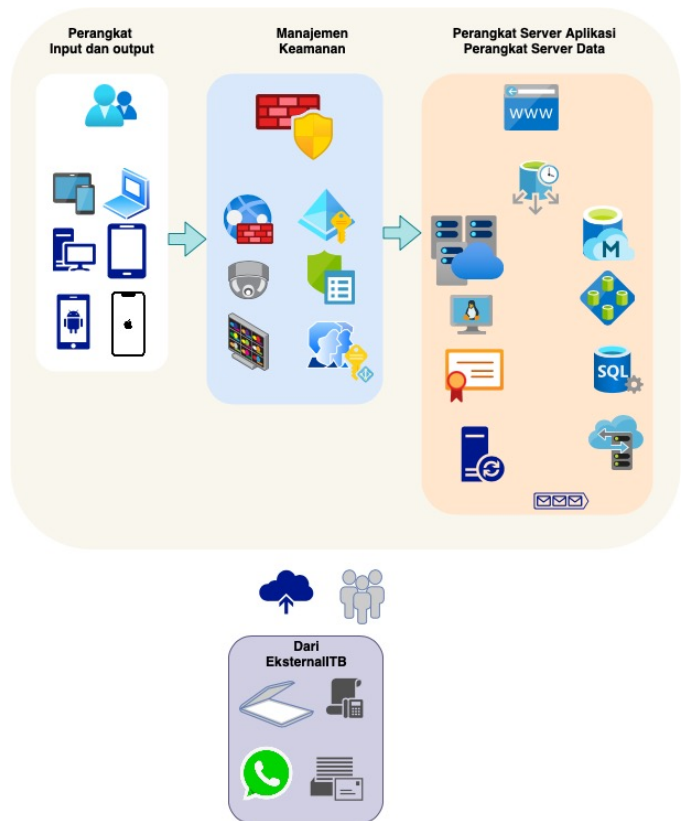 Perangkat
Input dan output
Manajemen
Keamanan
Perangkat Server Aplikasi
Perangkat Server Data
WWW
M
SQL
Dari
EksternalITB